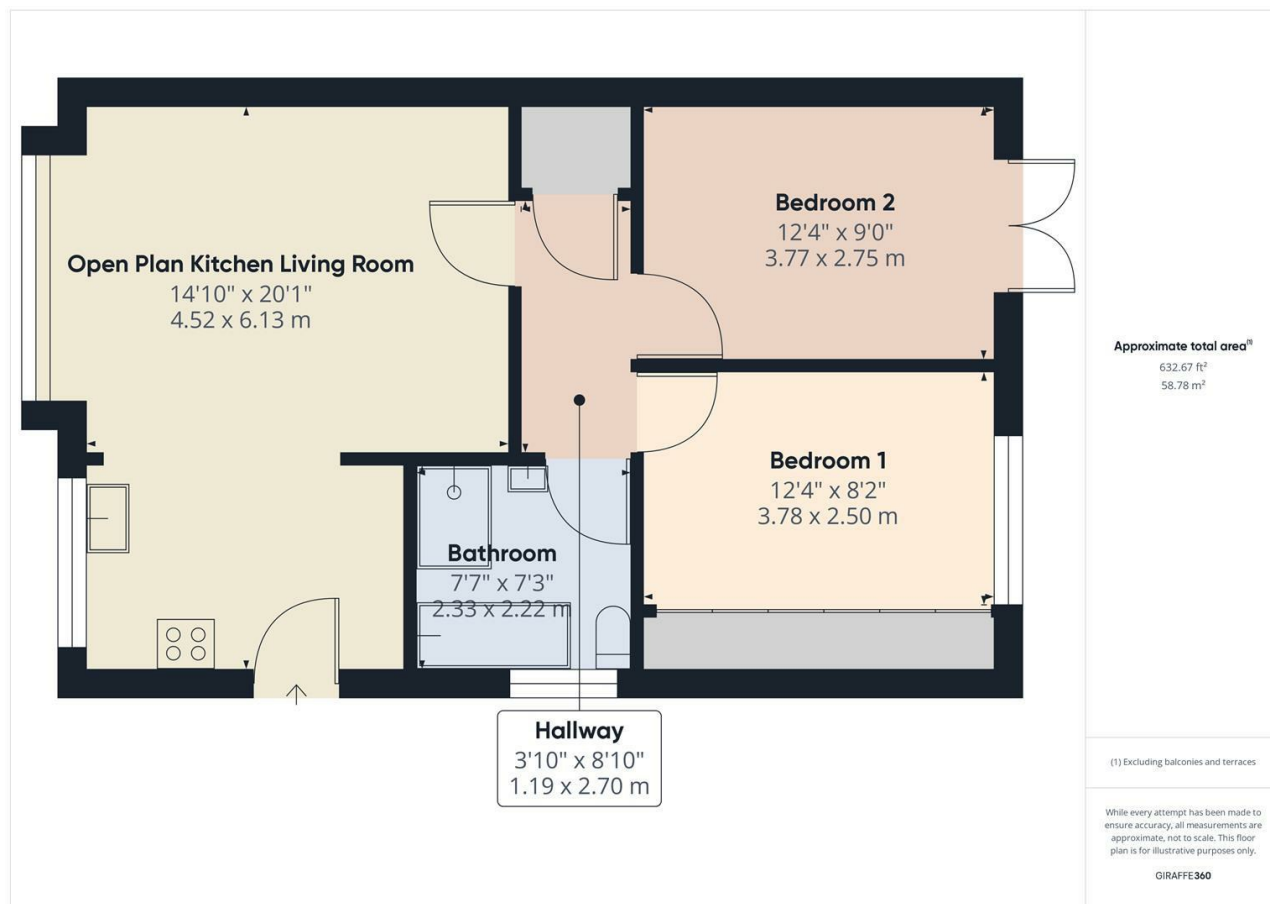 Open Plan Kitchen Living Room
14'10" x 20'1"
4.52 x 6.13 m
Bedroom 2
12'4" x 9'0"
3.77 x 2.75 m
Bedroom 1
12'4" x 8'2"
3.78 x 2.50 m
Bathroom
7'7" x 7'3"
2.33 x 2.22 m
Hallway
3'10" x 8'10"
1.19 x 2.70 m
Approximate total area(1)
632.67 ft²
58.78 m²
(1) Excluding balconies and terraces
While every attempt has been made to
ensure accuracy, all measurements are
approximate, not to scale. This floor
plan is for illustrative purposes only.
GIRAFFE360